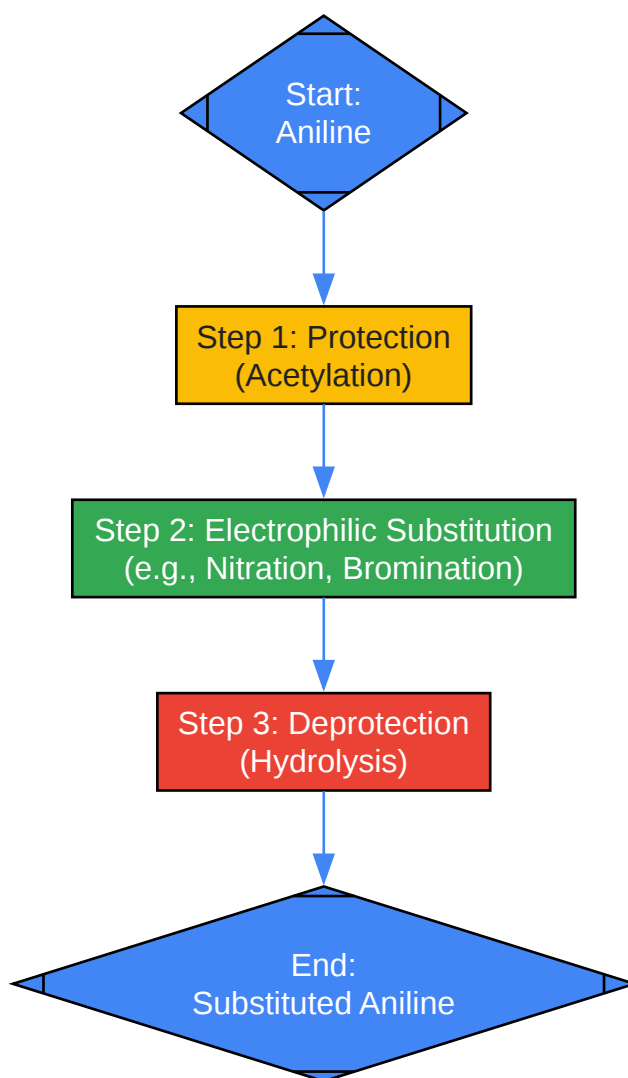 Start:
Aniline
Step 1: Protection
(Acetylation)
Step 2: Electrophilic Substitution
(e.g., Nitration, Bromination)
Step 3: Deprotection
(Hydrolysis)
End:
Substituted Aniline